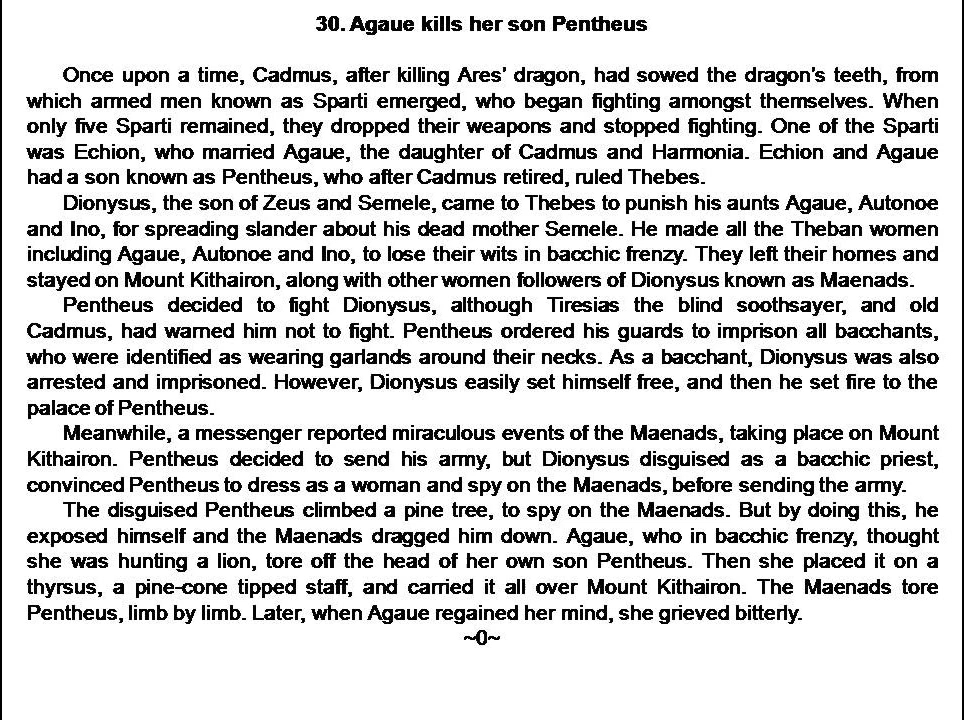 30. Agaue kills her son Pentheus
Once upon a time, Cadmus, after killing Ares' dragon, had sowed the dragon's teeth, from
which armed men known as Sparti emerged, who began fighting amongst themselves. When
only five Sparti remained, they dropped their weapons and stopped fighting. One of the Sparti
was Echion, who married Agaue, the daughter of Cadmus and Harmonia. Echion and Agaue
had a son known as Pentheus, who after Cadmus retired, ruled Thebes.
Dionysus, the son of Zeus and Semele, came to Thebes to punish his aunts Agaue, Autonoe
and Ino, for spreading slander about his dead mother Semele. He made all the Theban women
including Agaue, Autonoe and Ino, to lose their wits in bacchic frenzy. They left their homes and
stayed on Mount Kithairon, along with other women followers of Dionysus known as Maenads.
Pentheus decided to fight Dionysus, although Tiresias the blind soothsayer, and old
Cadmus, had warned him not to fight. Pentheus ordered his guards to imprison all bacchants,
who were identified as wearing garlands around their necks. As a bacchant, Dionysus was also
arrested and imprisoned. However, Dionysus easily set himself free, and then he set fire to the
palace of Pentheus.
Meanwhile, a messenger reported miraculous events of the Maenads, taking place on Mount
Kithairon. Pentheus decided to send his army, but Dionysus disguised as a bacchic priest,
convinced Pentheus to dress as a woman and spy on the Maenads, before sending the army.
The disguised Pentheus climbed a pine tree, to spy on the Maenads. But by doing this, he
exposed himself and the Maenads dragged him down. Agaue, who in bacchic frenzy, thought
she was hunting a lion, tore off the head of her own son Pentheus. Then she placed it on a
thyrsus, a pine-cone tipped staff, and carried it all over Mount Kithairon. The Maenads tore
Pentheus, limb by limb. Later, when Agaue regained her mind, she grieved bitterly.
~0~